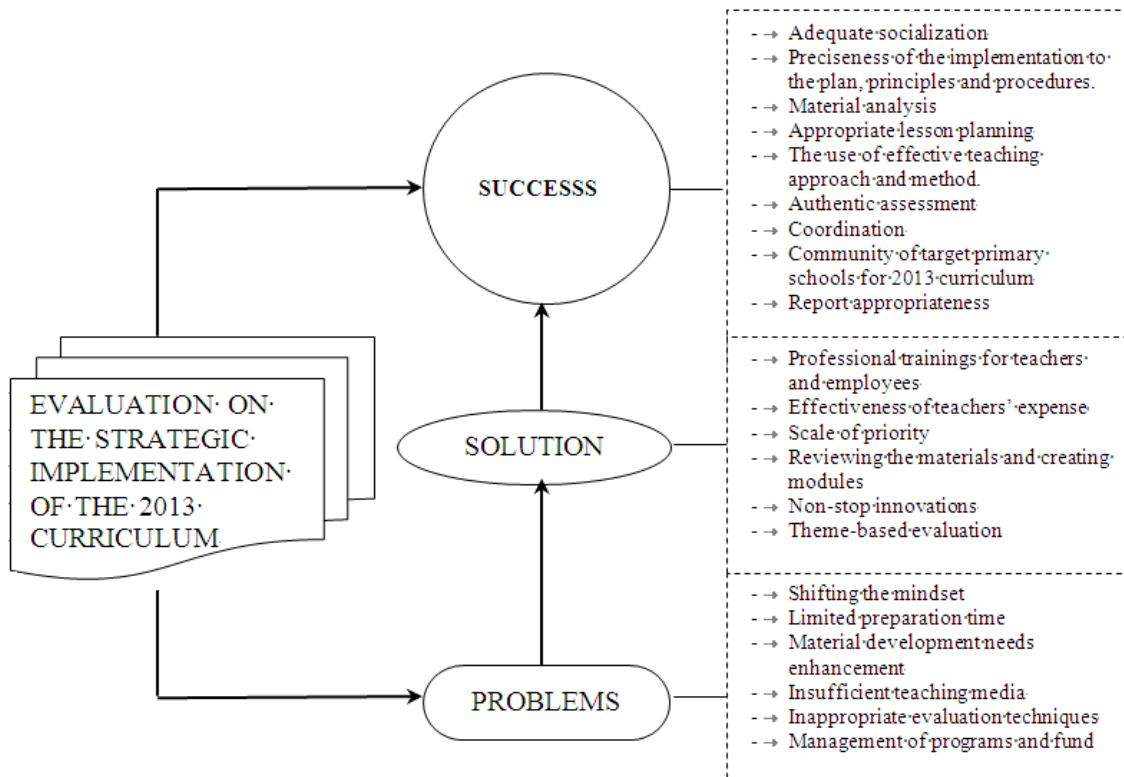 EVALUATION ON
THE STRATEGIC
IMPLEMENTATION
OF THE 2013
CURRICULUM
SUCCESSS
SOLUTION
PROBLEMS
- → Adequate socialization
- → Preciseness of the implementation to
the plan, principles and procedures.
- → Material analysis
- → Appropriate lesson planning
- → The use of effective teaching
approach and method.
- → Authentic assessment
- → Coordination
- → Community of target primary
schools for 2013 curriculum
- → Report appropriateness
- → Professional trainings for teachers
and employees
- → Effectiveness of teachers’ expense
- → Scale of priority
- → Reviewing the materials and creating
modules
- → Non-stop innovations
- → Theme-based evaluation
- → Shifting the mindset
- → Limited preparation time
- → Material development needs
enhancement
- → Insufficient teaching media
- → Inappropriate evaluation techniques
- → Management of programs and fund